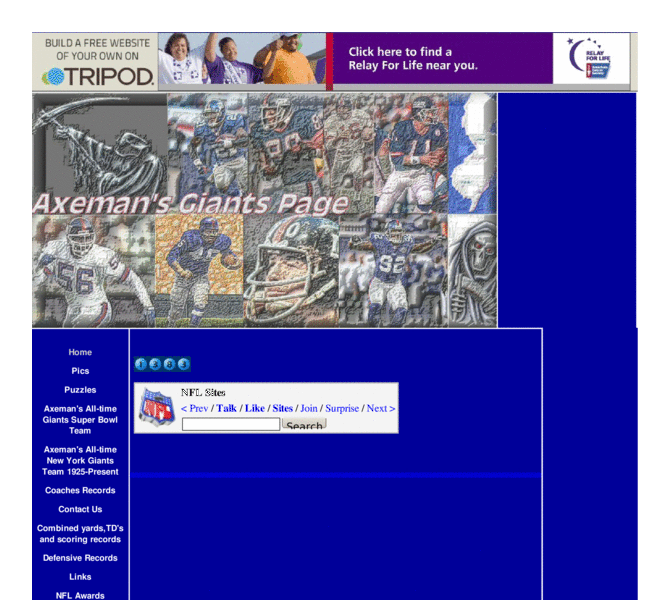 BUILD A FREE WEBSITE
OF YOUR OWN ON
TRIPOD.
Click here to find a
Relay For Life near you.
RELAY
FOR LIFE
Axeman's Giants Page
11
56
92
Home
Pics
Puzzles
Axeman's All-time
Giants Super Bowl
Team
Axeman's All-time
New York Giants
Team 1925-Present
Coaches Records
Contact Us
Combined yards,TD's
and scoring records
Defensive Records
Links
NFL Awards
NFL Sites
< Prev / Talk / Like / Sites / Join / Surprise / Next >
Search